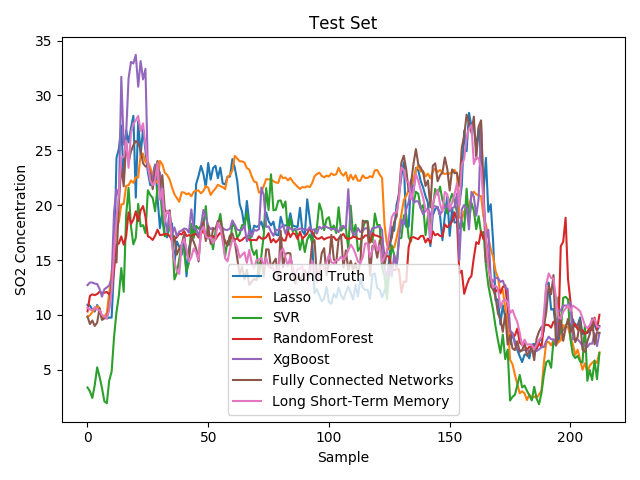 Test Set
SO2 Concentration
35
30
25
20
15
10
5
0
50
100
150
200
Sample
Ground Truth
Lasso
SVR
RandomForest
XgBoost
Fully Connected Networks
Long Short-Term Memory